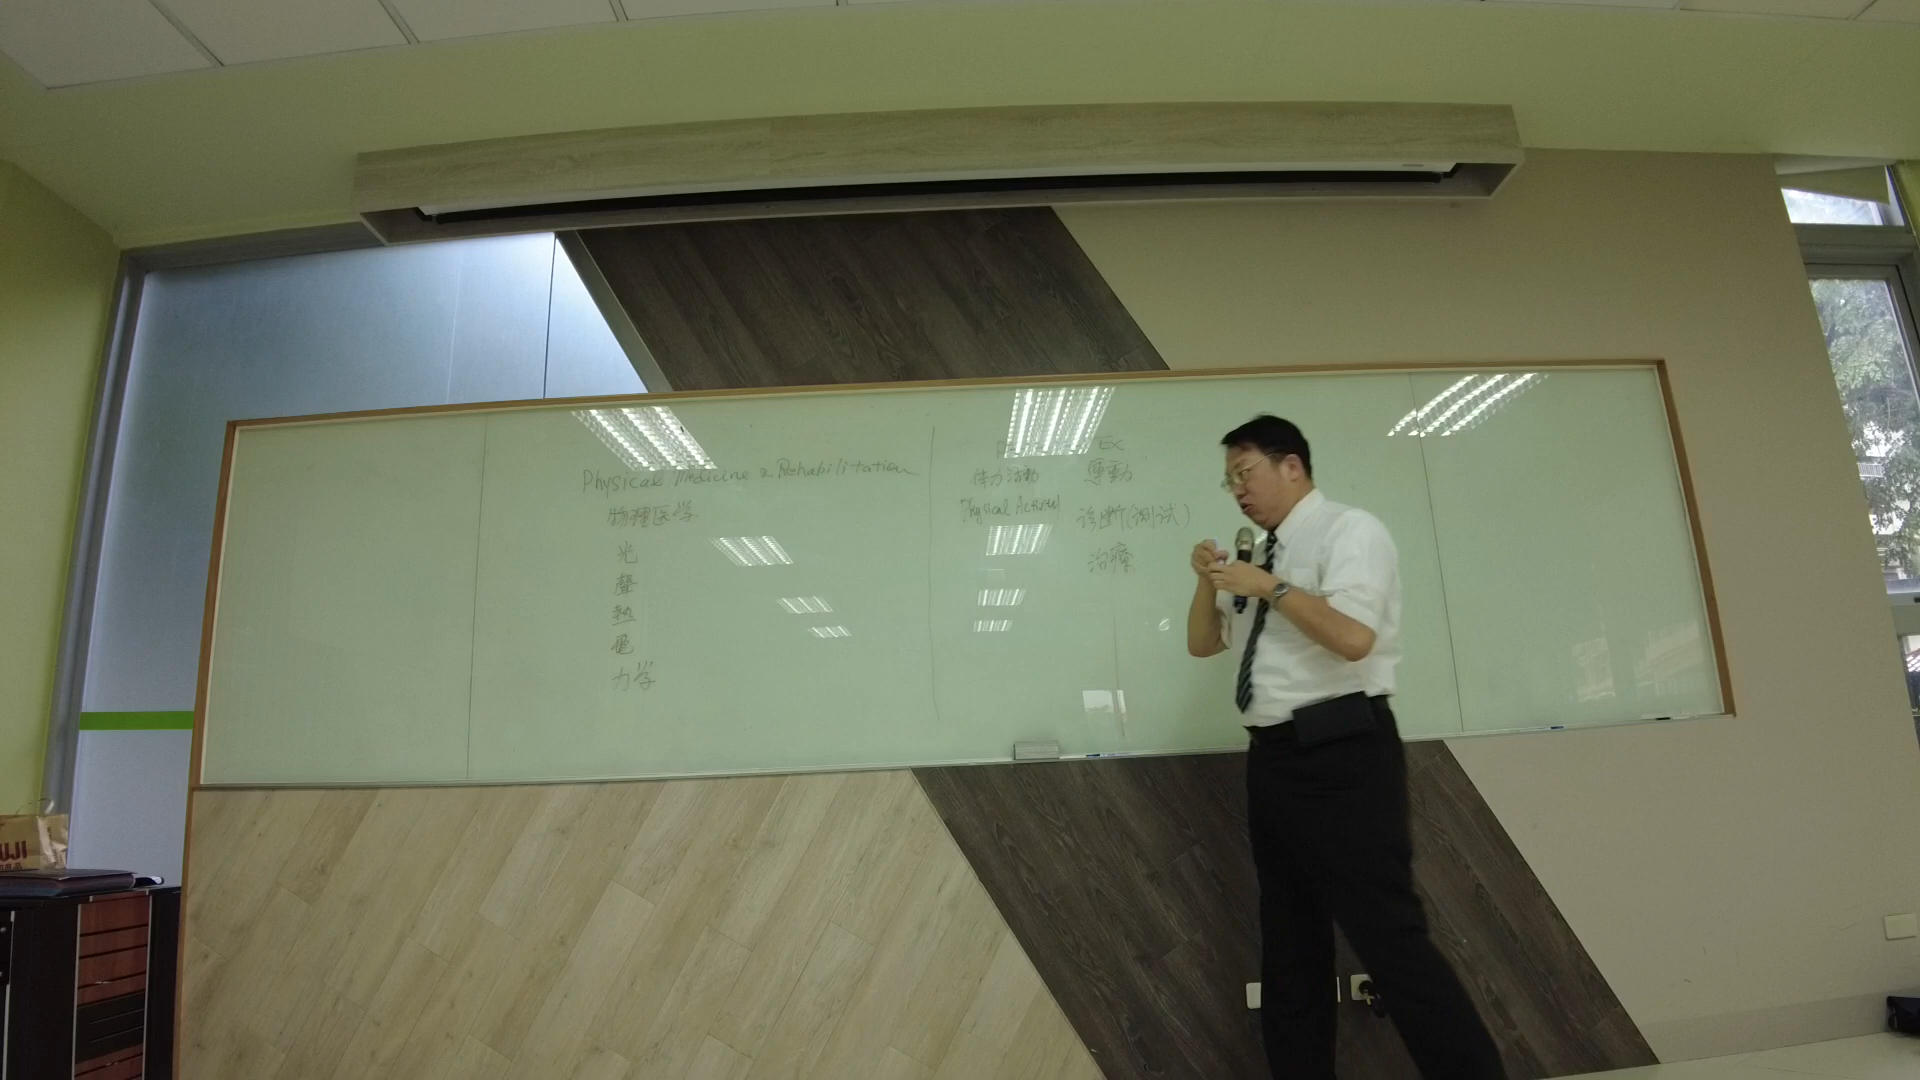 Physical Medicine & Rehabilitation
物理医学
光
聲
熱
電
力学
Ex
体力活動 運動
Physical
診断(測試)
治療
UJI